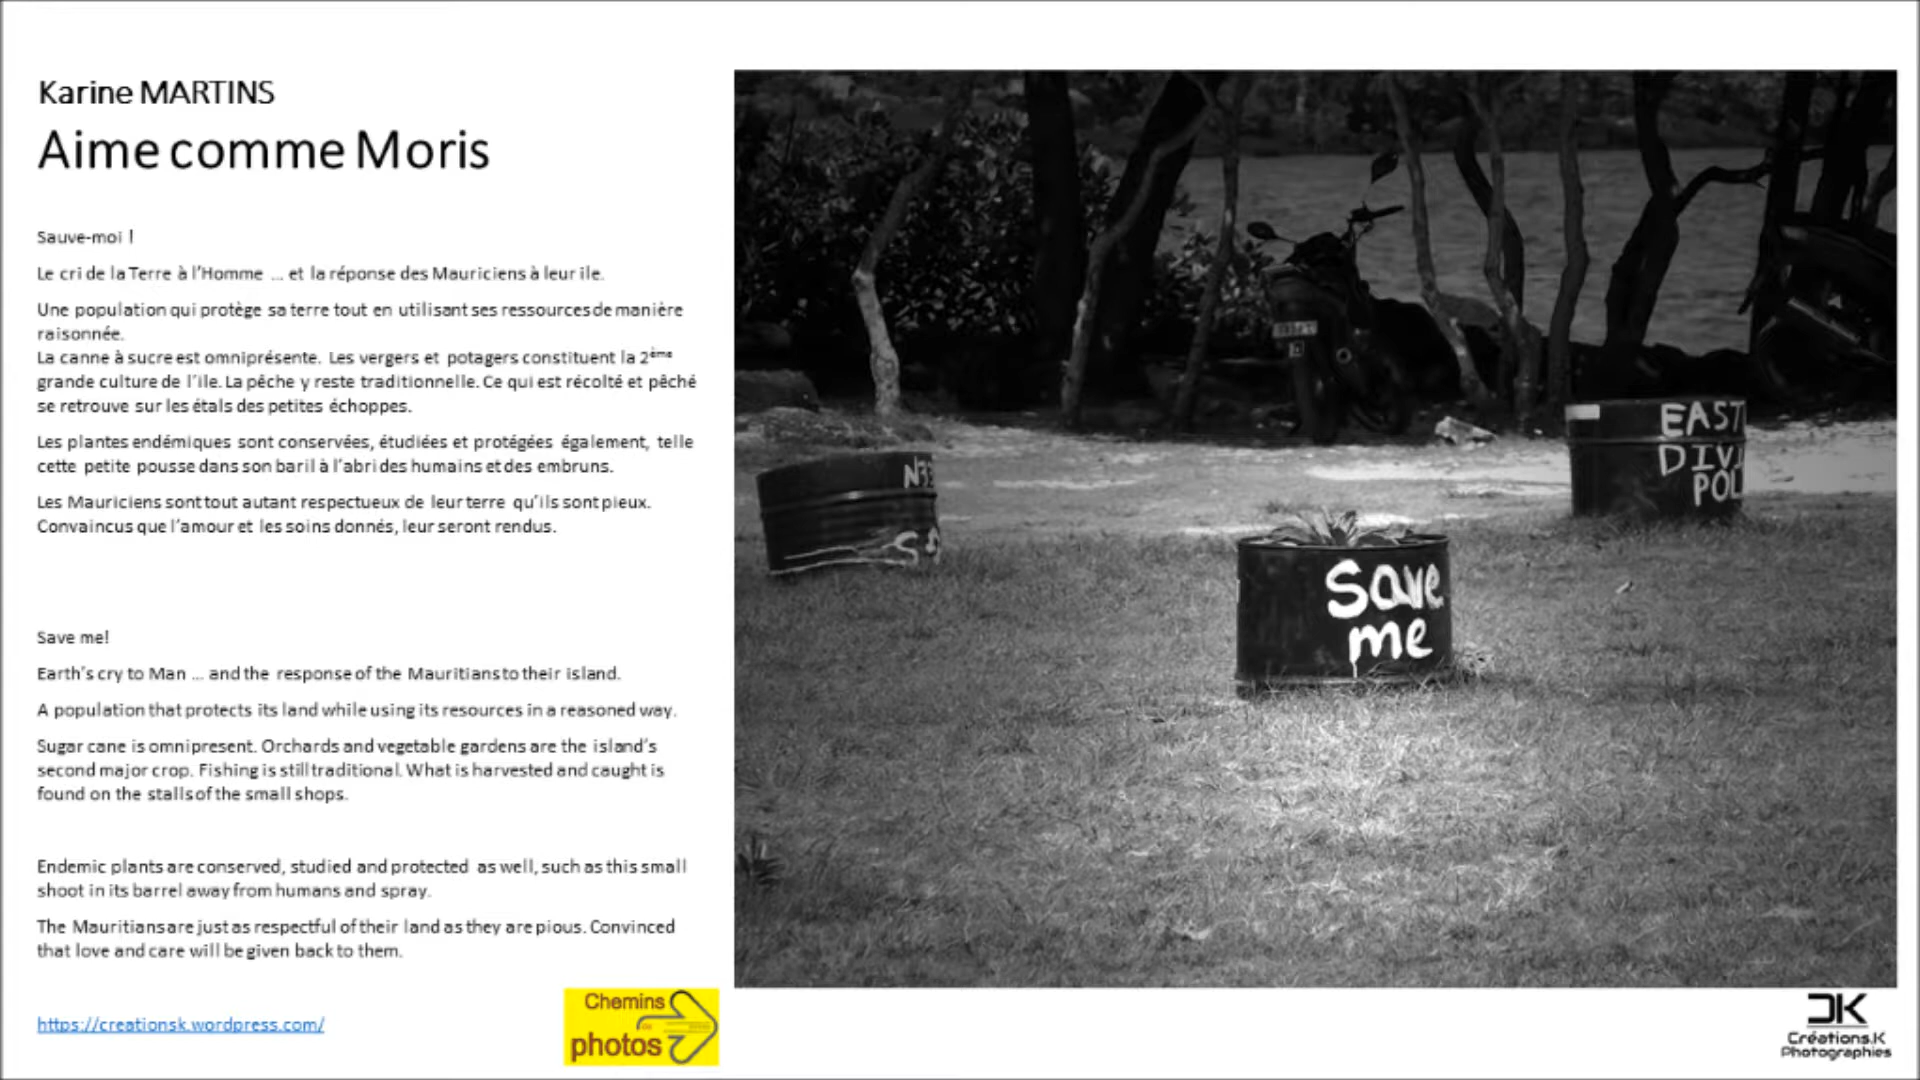 Karine MARTINS
Aime comme Moris
Sauve-moi !
Le cri de la Terre à l'Homme ... et la réponse des Mauriciens à leur ile.
Une population qui protège sa terre tout en utilisant ses ressources de manière
raisonnée.
La canne à sucre est omniprésente. Les vergers et potagers constituent la 2ème
grande culture de l'ile. La pêche y reste traditionnelle. Ce qui est récolté et pêché
se retrouve sur les étals des petites échoppes.
Les plantes endémiques sont conservées, étudiées et protégées également, telle
cette petite pousse dans son baril à l'abri des humains et des embruns.
Les Mauriciens sont tout autant respectueux de leur terre qu'ils sont pieux.
Convaincus que l'amour et les soins donnés, leur seront rendus.
Save me!
Earth's cry to Man ... and the response of the Mauritians to their island.
A population that protects its land while using its resources in a reasoned way.
Sugar cane is omnipresent. Orchards and vegetable gardens are the island's
second major crop. Fishing is still traditional. What is harvested and caught is
found on the stalls of the small shops.
Endemic plants are conserved, studied and protected as well, such as this small
shoot in its barrel away from humans and spray.
The Mauritians are just as respectful of their land as they are pious. Convinced
that love and care will be given back to them.
https://creationsk.wordpress.com/
Chemins
de
photos
EAST
DIVI
POL
Save
me
Créations.K
Photographies